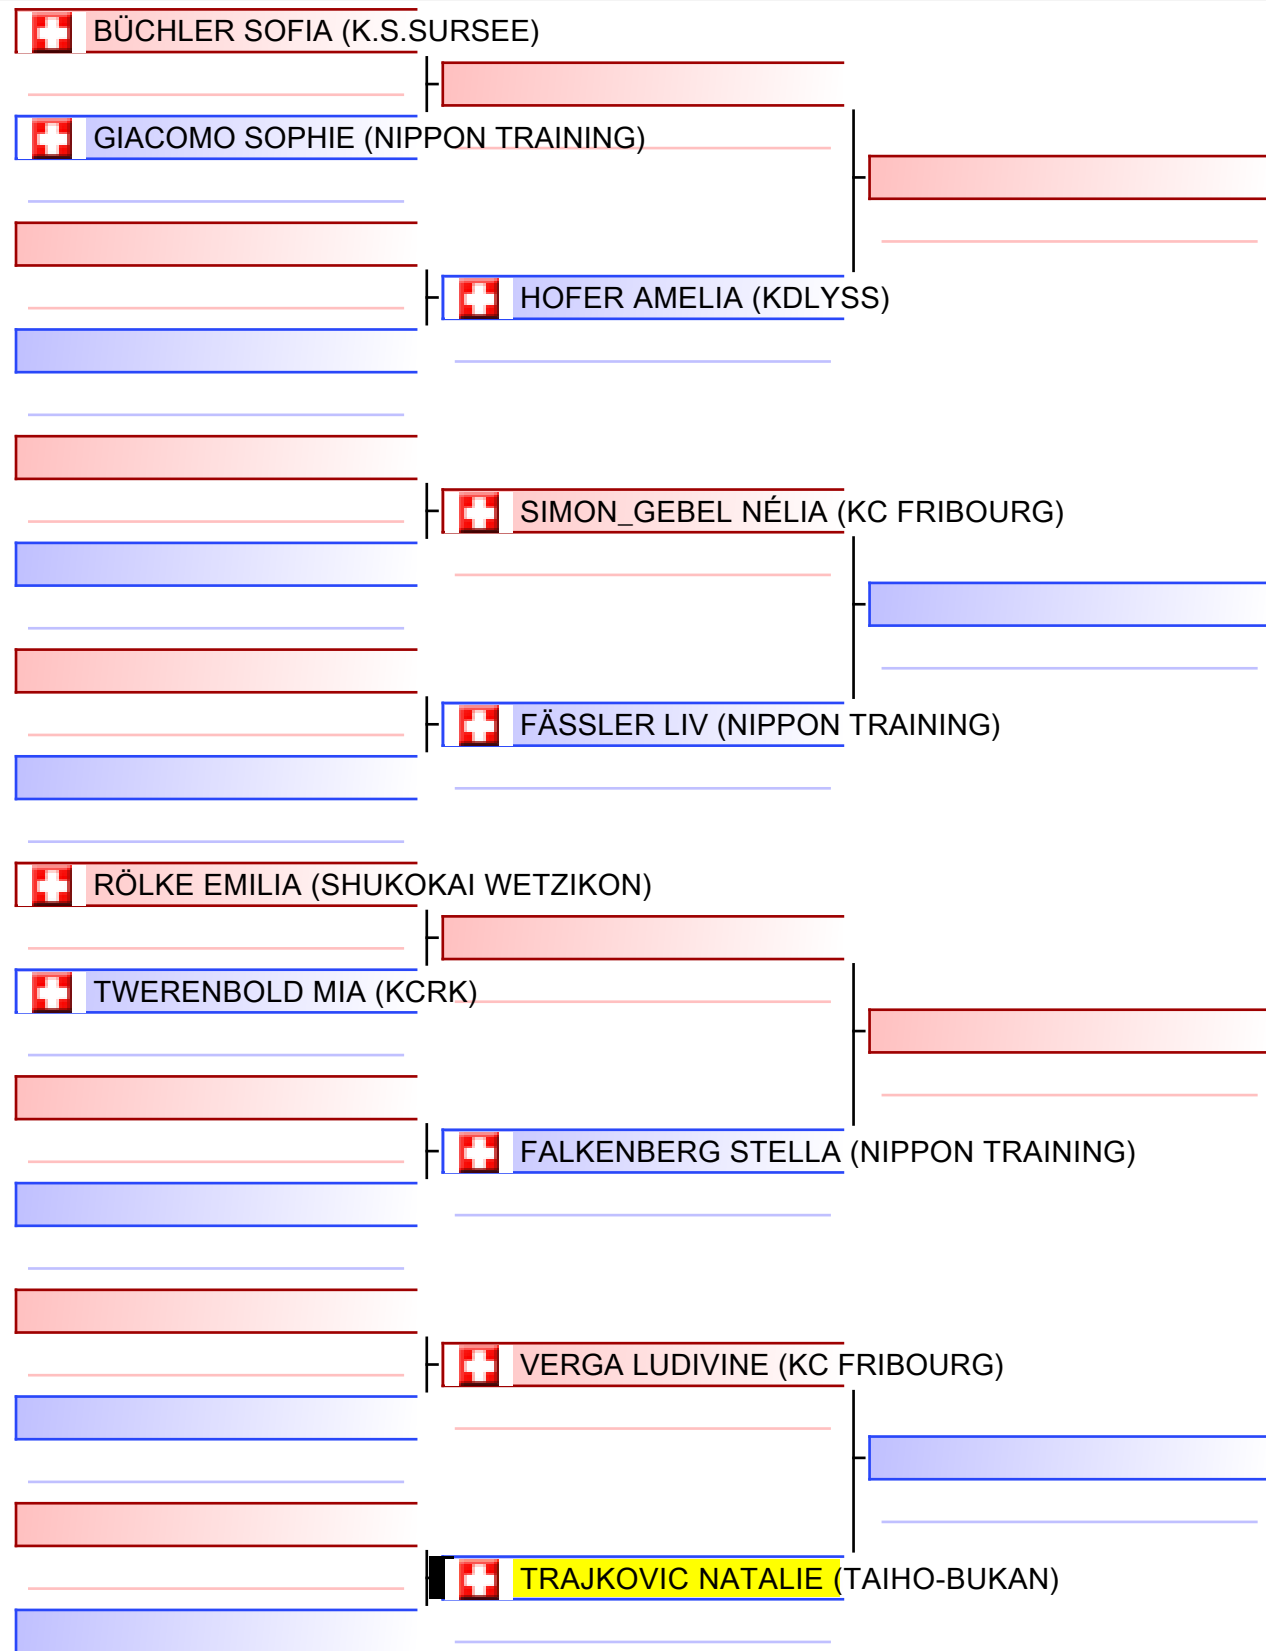 BÜCHLER SOFIA (K.S.SURSEE)
GIACOMO SOPHIE (NIPPON TRAINING)
HOFER AMELIA (KDLYSS)
SIMON_GEBEL NÉLIA (KC FRIBOURG)
FÄSSLER LIV (NIPPON TRAINING)
RÖLKE EMILIA (SHUKOKAI WETZIKON)
TWERENBOLD MIA (KCRK)
FALKENBERG STELLA (NIPPON TRAINING)
VERGA LUDIVINE (KC FRIBOURG)
TRAJKOVIC NATALIE (TAIHO-BUKAN)